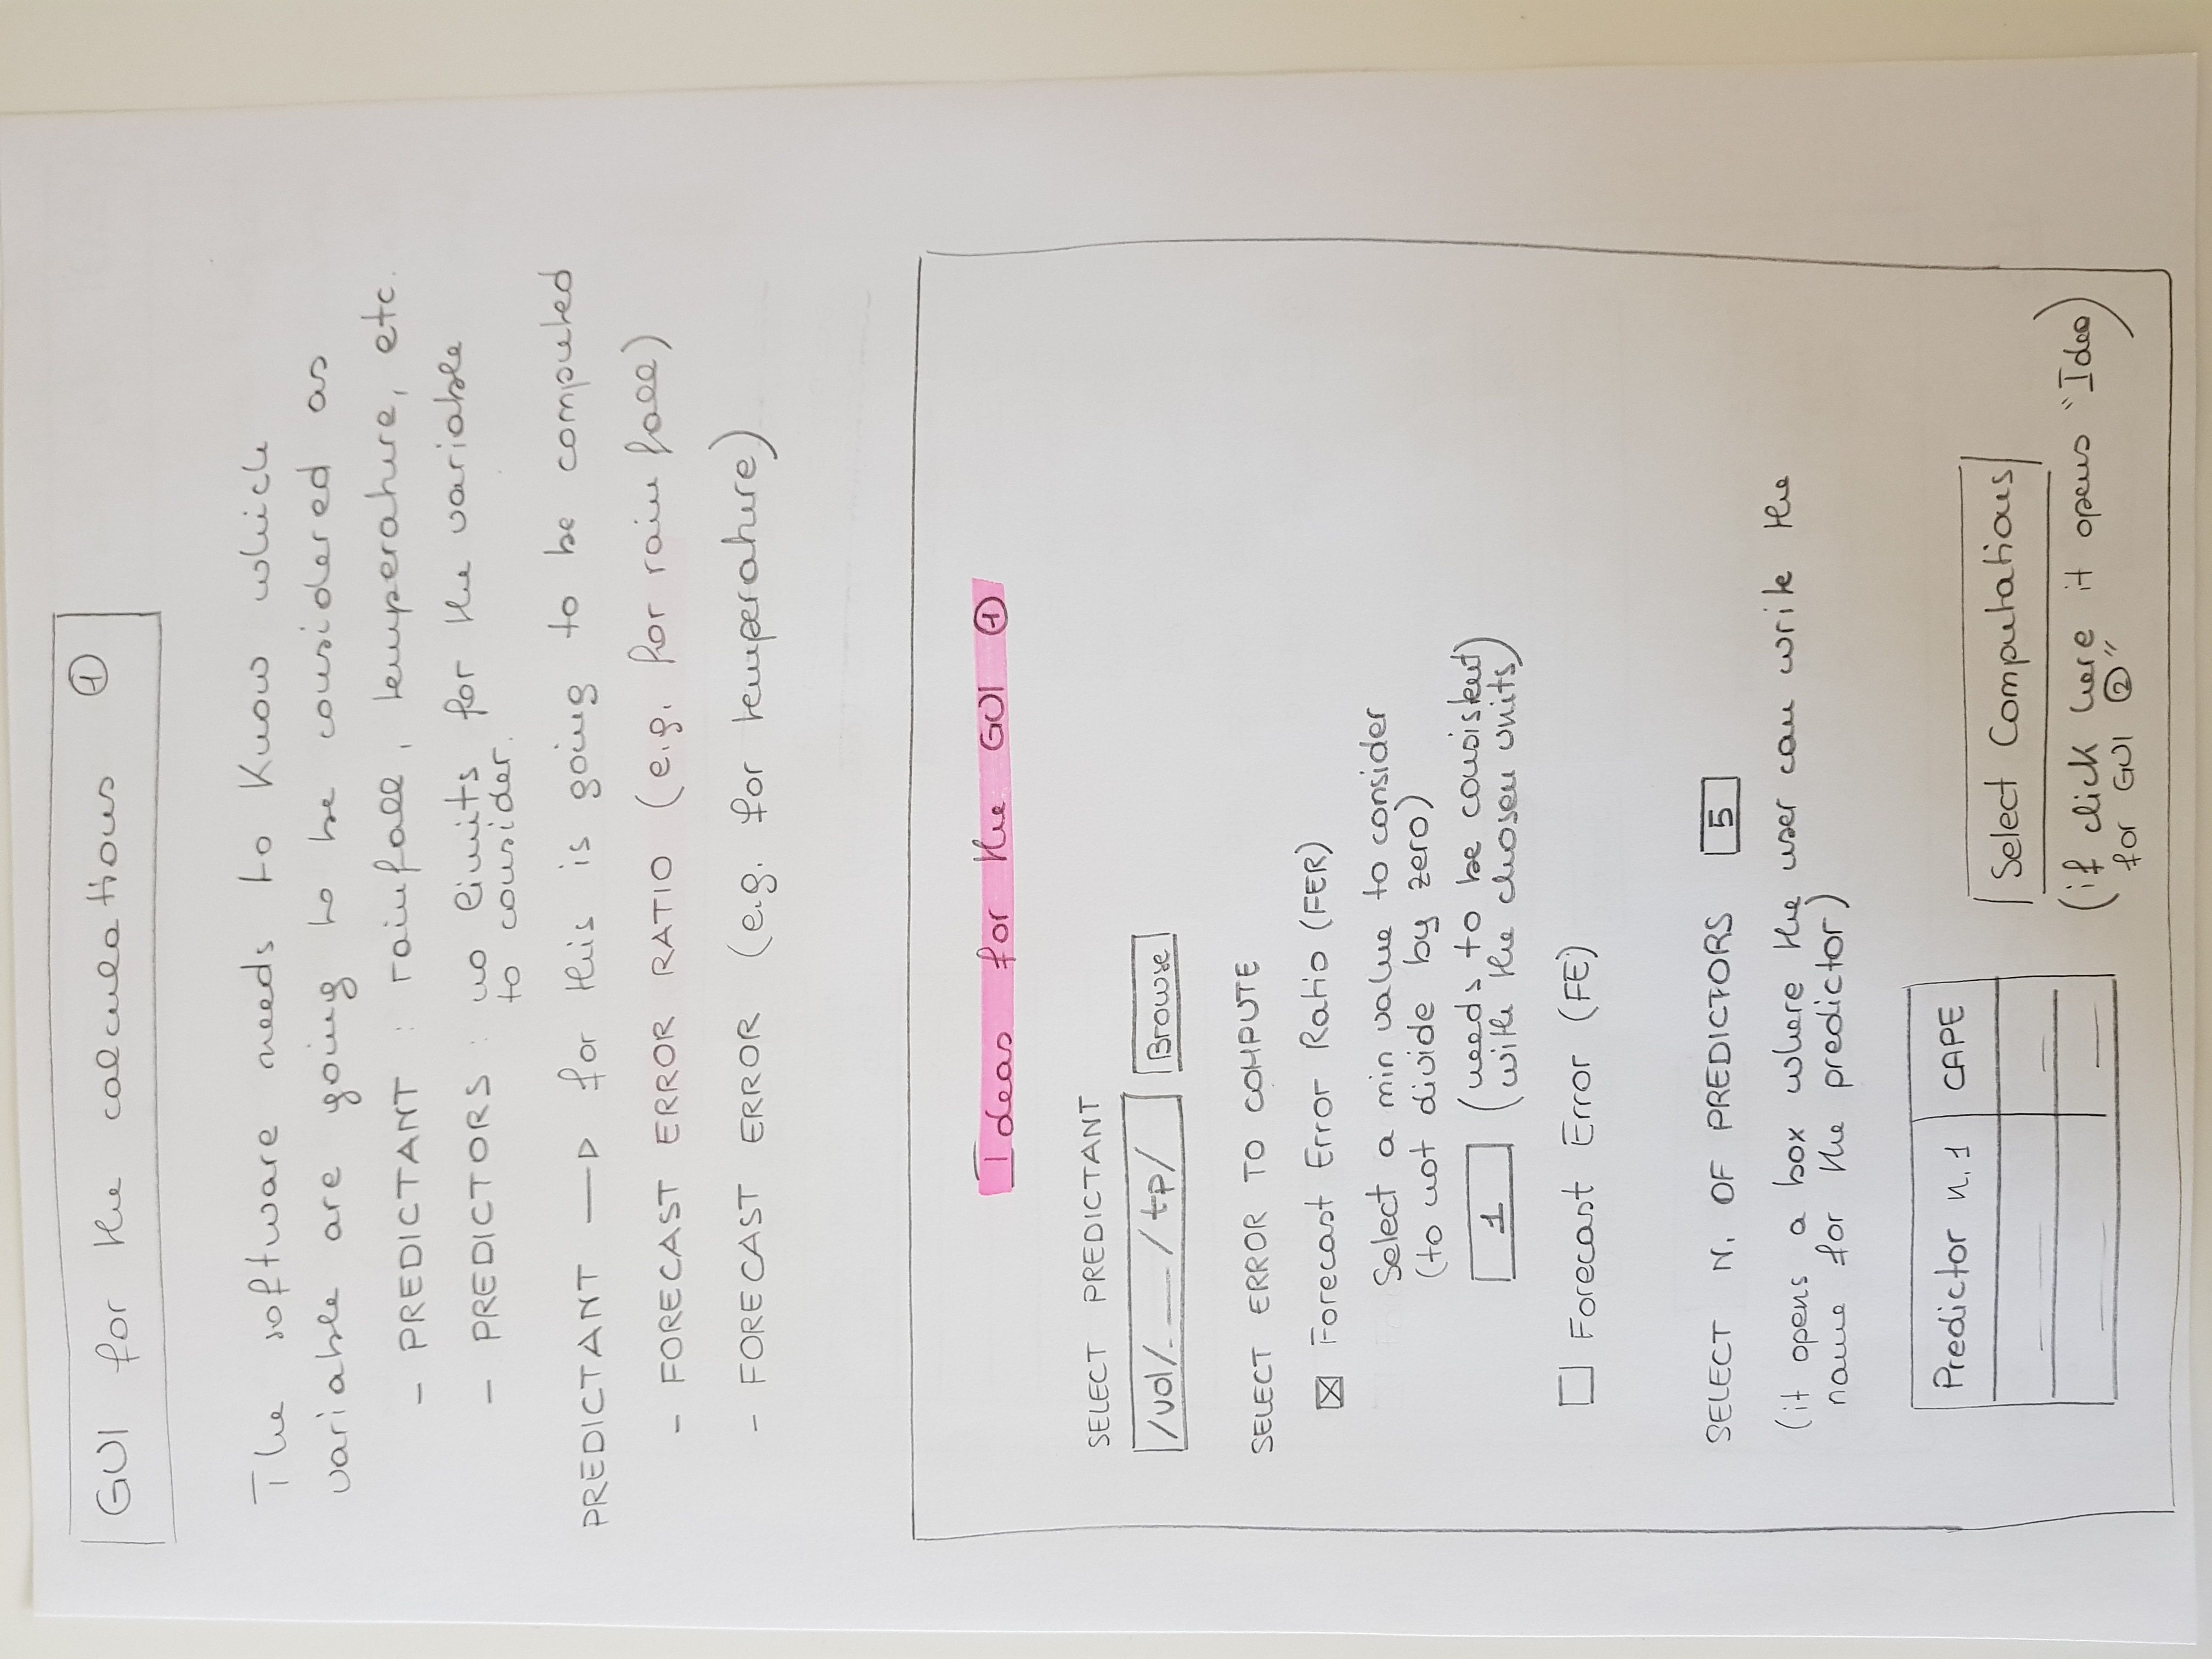 GUI for the calculations ①
The software needs to know which
variable are going to be considered as
- PREDICTANT : rainfall, temperature, etc.
- PREDICTORS : no limits for the variable
to consider.
PREDICTANT —▷ for this is going to be computed
- FORECAST ERROR RATIO (e.g. for rainfall)
- FORECAST ERROR (e.g. for temperature)
Ideas for the GUI ①
SELECT PREDICTANT
/vol/. __ /tp/ Browse
SELECT ERROR TO COMPUTE
☒ Forecast Error Ratio (FER)
Select a min value to consider
(to not divide by zero)
1 (needs to be consistent
with the chosen units)
☐ Forecast Error (FE)
SELECT N. OF PREDICTORS 5
(it opens a box where the user can write the
name for the predictor)
Predictor n. 1 CAPE
Select Computations
(if click here it opens "Idea
for GUI ②")